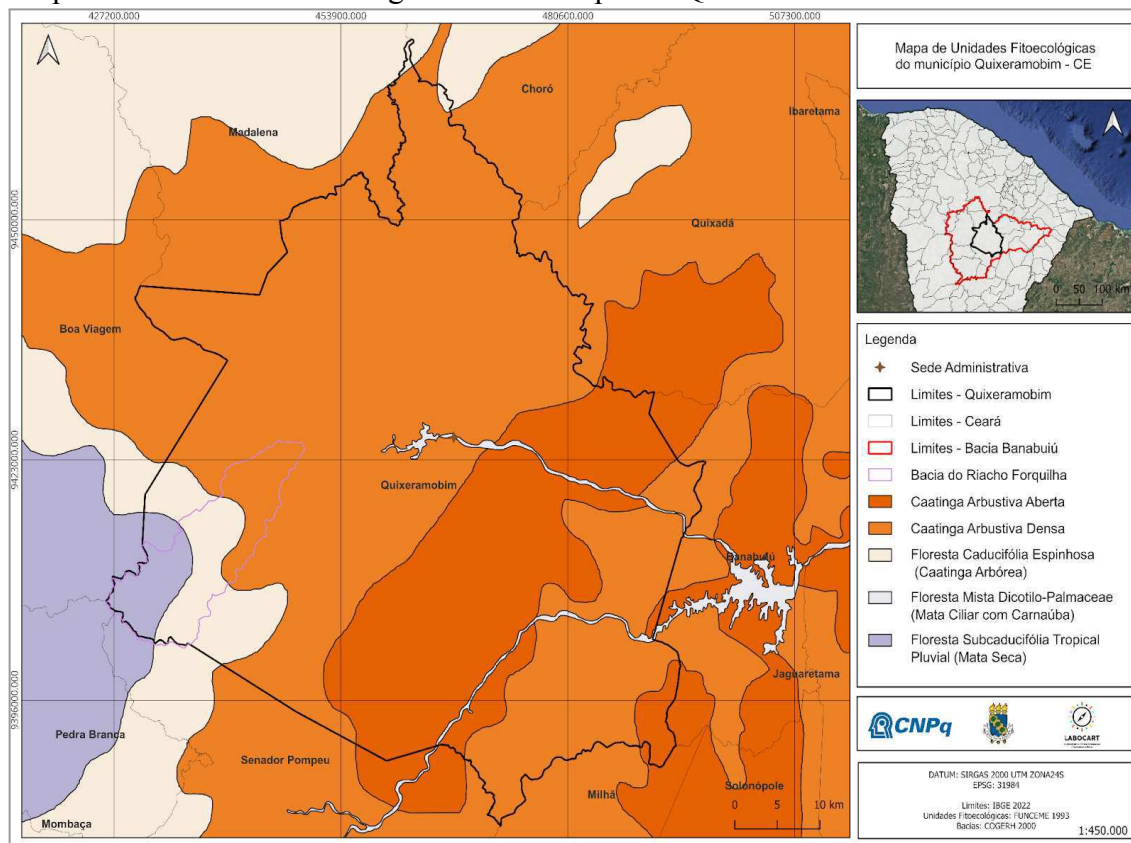 427200.000
453900.000
480600.000
507300.000
9450000.000
9423000.000
9396000.000
Choró
Ibaretama
Madalena
Quixadá
Boa Viagem
Quixeramobim
Banabuiú
Jaguaretama
Pedra Branca
Senador Pompeu
Milhã
Solonópole
Mombaça
0 5 10 km
Mapa de Unidades Fitoecológicas
do município Quixeramobim - CE
0 50 100 km
Legenda
Sede Administrativa
Limites - Quixeramobim
Limites - Ceará
Limites - Bacia Banabuiú
Bacia do Riacho Forquilha
Caatinga Arbustiva Aberta
Caatinga Arbustiva Densa
Floresta Caducifólia Espinhosa
(Caatinga Arbórea)
Floresta Mista Dicotilo-Palmaceae
(Mata Ciliar com Carnaúba)
Floresta Subcaducifólia Tropical
Pluvial (Mata Seca)
CNPq
LABOCART
DATUM: SIRGAS 2000 UTM ZONA24S
EPSG: 31984
Limites: IBGE 2022
Unidades Fitoecológicas: FUNCEME 1993
Bacias: COGERH 2000
1:450.000